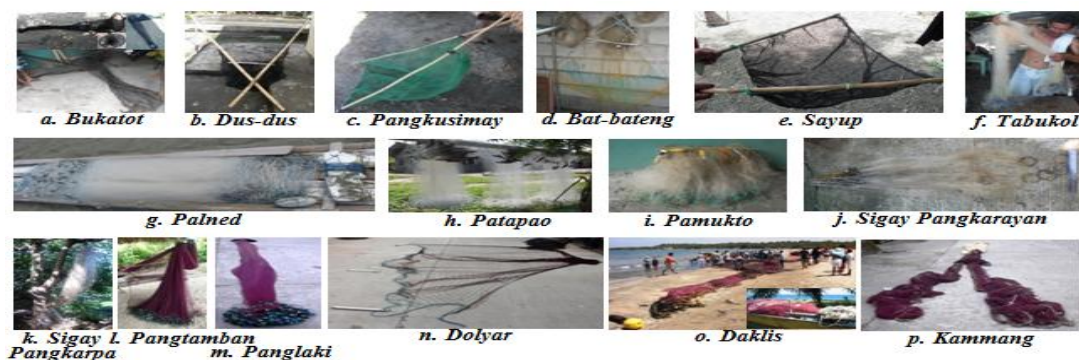 a. Bukatot
b. Dus-dus
c. Pangkusimay
d. Bat-bateng
e. Sayup
f. Tabukol
g. Palned
h. Patapao
i. Pamukto
j. Sigay Pangkarayan
k. Sigay Pangkarpa
l. Pangtamban
m. Panglaki
n. Dolyar
o. Daklis
p. Kammang